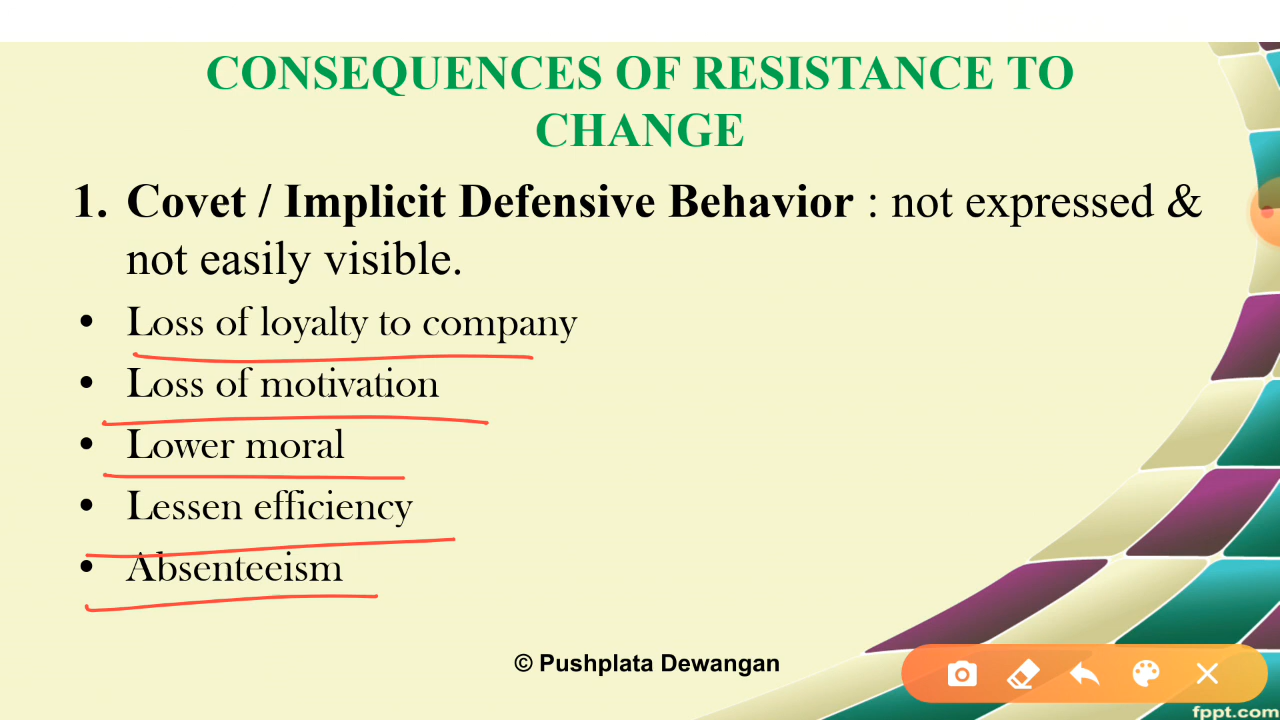 CONSEQUENCES OF RESISTANCE TO
CHANGE
1. Covet / Implicit Defensive Behavior : not expressed &
not easily visible.
• Loss of loyalty to company
• Loss of motivation
• Lower moral
• Lessen efficiency
• Absenteeism
© Pushplata Dewangan
fppt.com